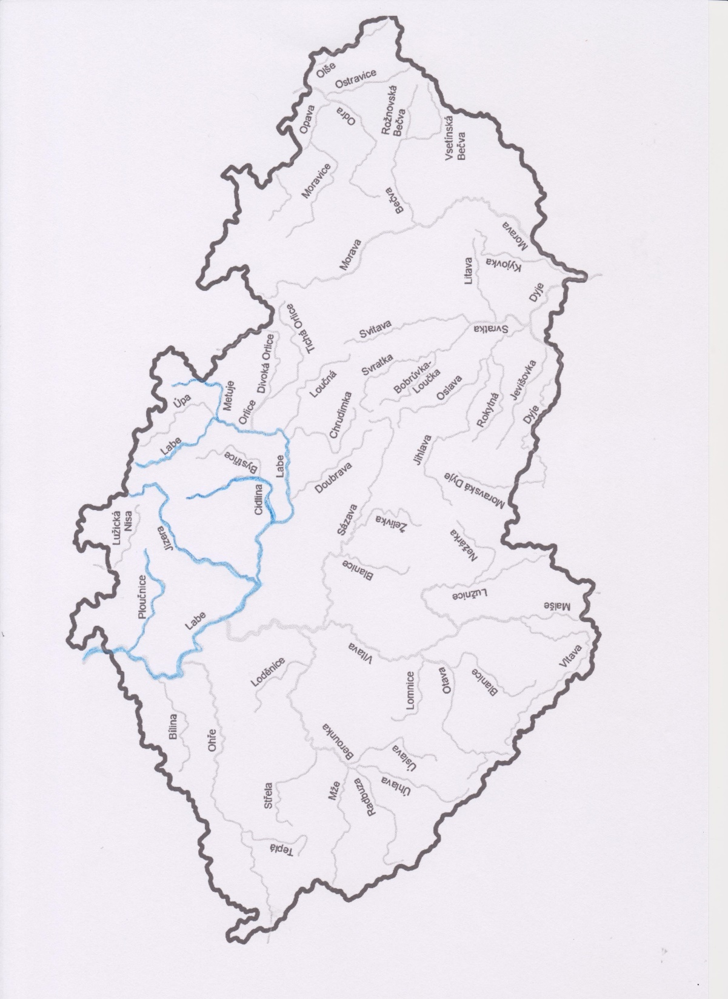 Olše
Ostravice
Opava
Odra
Rožnovská
Bečva
Vsetínská
Bečva
Moravice
Bečva
Morava
Morava
Kyjovka
Litava
Dyje
Tichá Orlice
Svitava
Svratka
Divoká Orlice
Loučná
Svratka
Bobrůvka-
Loučka
Oslava
Jevišovka
Metuje
Úpa
Orlice
Chrudimka
Rokytná
Dyje
Labe
Bystřice
Labe
Jihlava
Doubrava
Moravská Dyje
Cidlina
Lužická
Nisa
Jizera
Sázava
Želivka
Nežárka
Blanice
Ploučnice
Labe
Lužnice
Malše
Vltava
Vltava
Loděnice
Lomnice
Otava
Blanice
Bílina
Ohře
Berounka
Úslava
Střela
Mže
Radbuza
Úhlava
Teplá